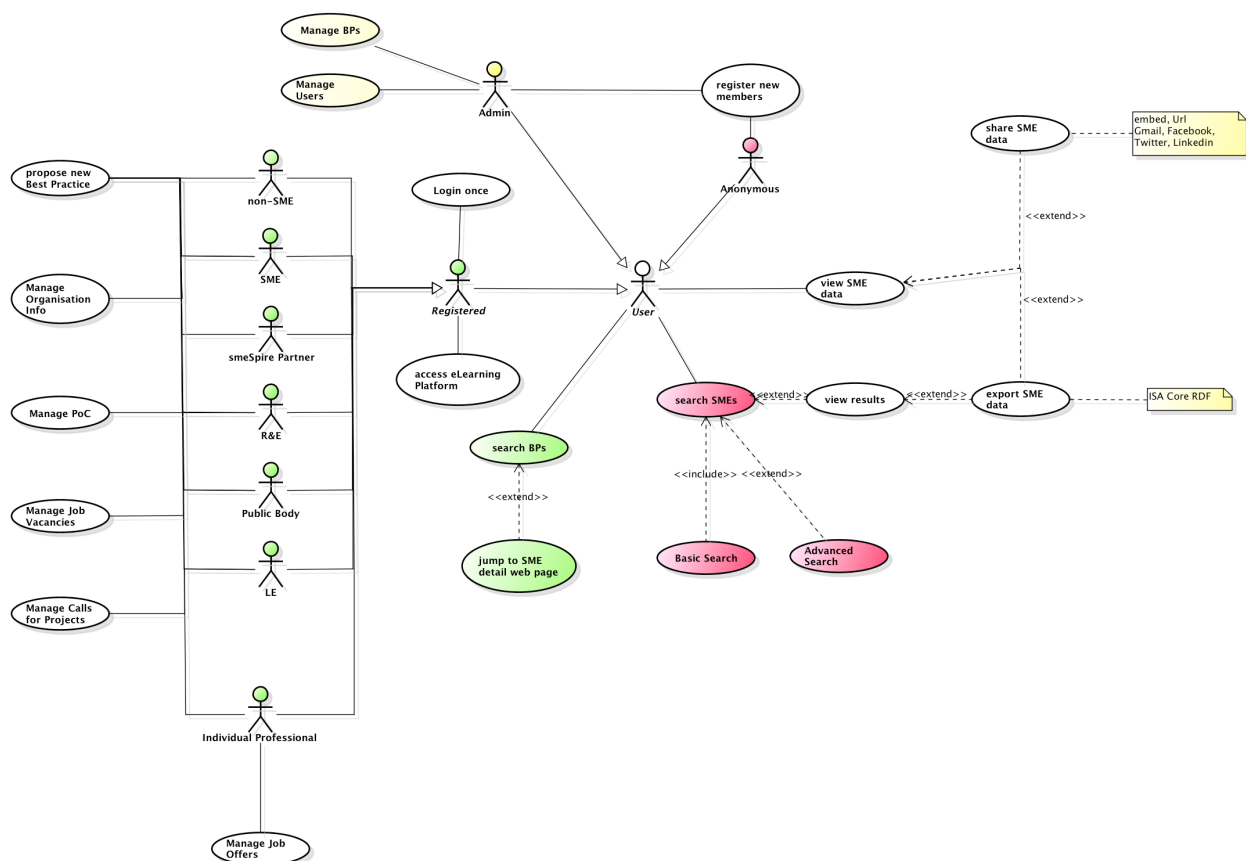 Manage BPs
Manage
Users
Admin
register new
members
Anonymous
share SME
data
embed, Url
Gmail, Facebook,
Twitter, Linkedin
propose new
Best Practice
non-SME
Login once
<<extend>>
SME
Manage
Organisation
Info
Registered
User
view SME
data
<<extend>>
smeSpire Partner
access eLearning
Platform
search SMEs
<<extend>>
view results
<<extend>>
export SME
data
ISA Core RDF
Manage PoC
R&E
search BPs
<<include>>
<<extend>>
<<extend>>
Public Body
Manage Job
Vacancies
jump to SME
detail web page
Basic Search
Advanced
Search
LE
Manage Calls
for Projects
Individual Professional
Manage Job
Offers